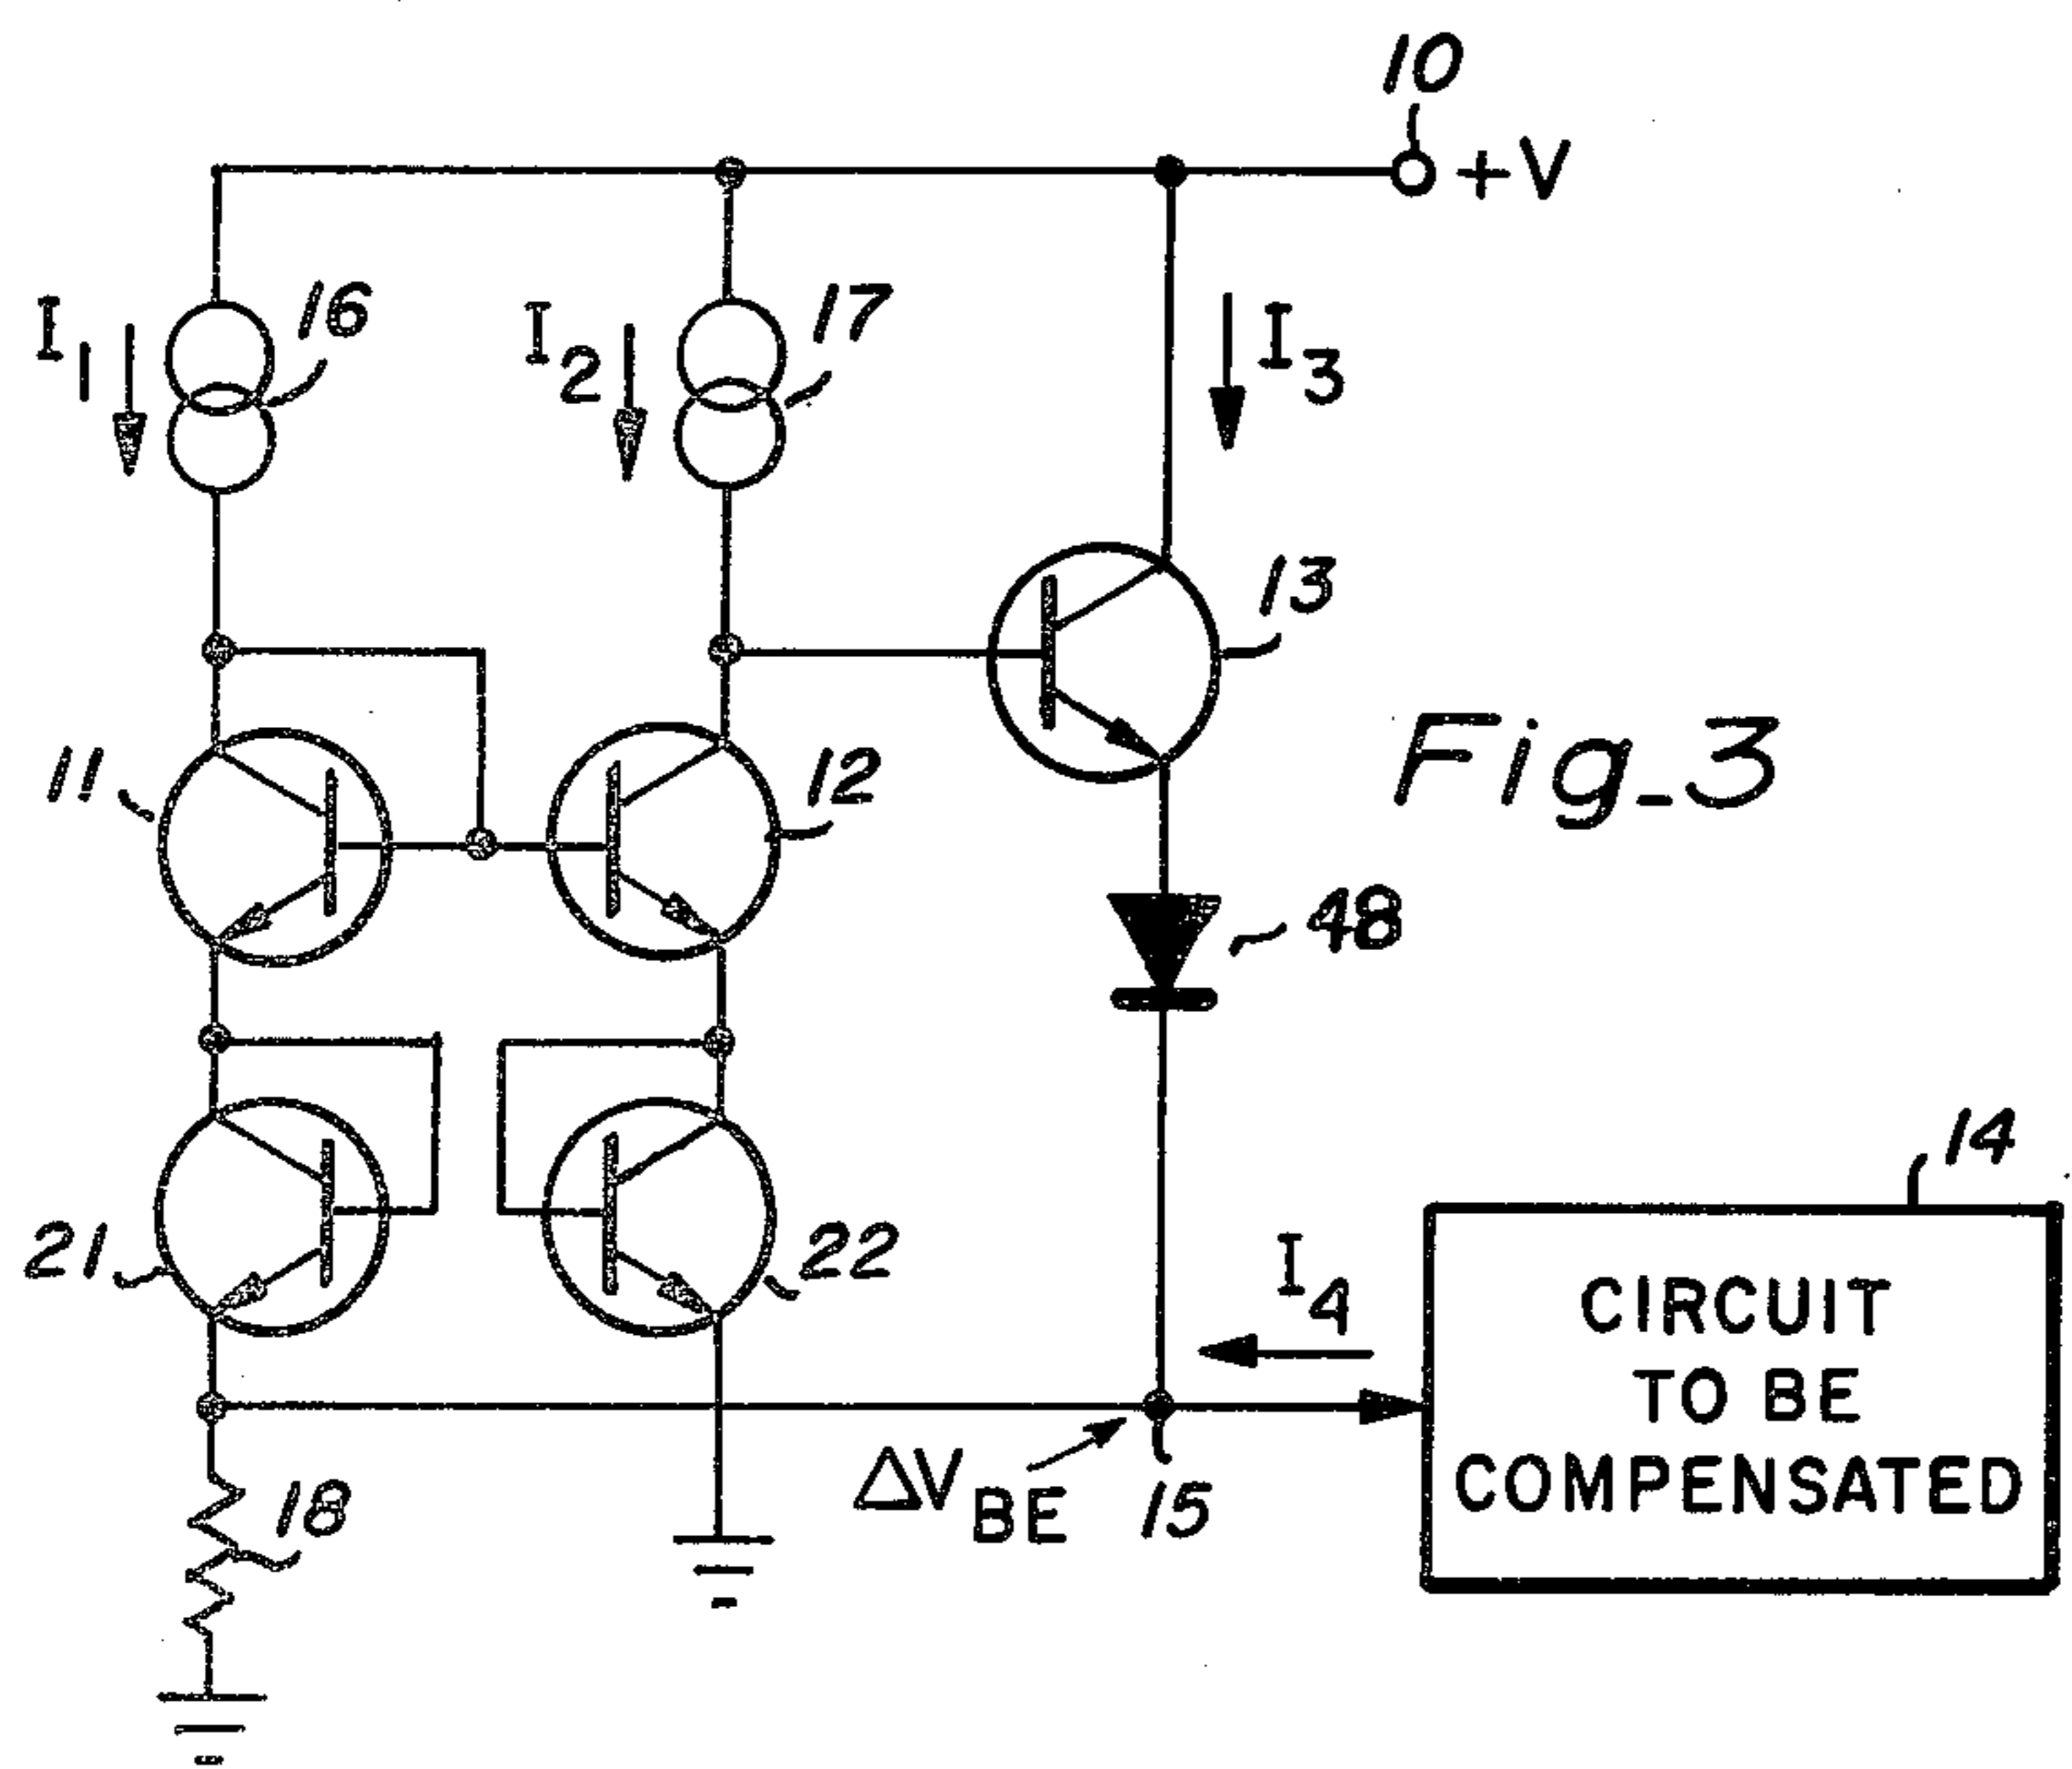 10
+V
I1
16
I2
17
I3
13
11
12
Fig_3
48
21
22
14
I4
CIRCUIT
TO BE
COMPENSATED
ΔVBE
15
18